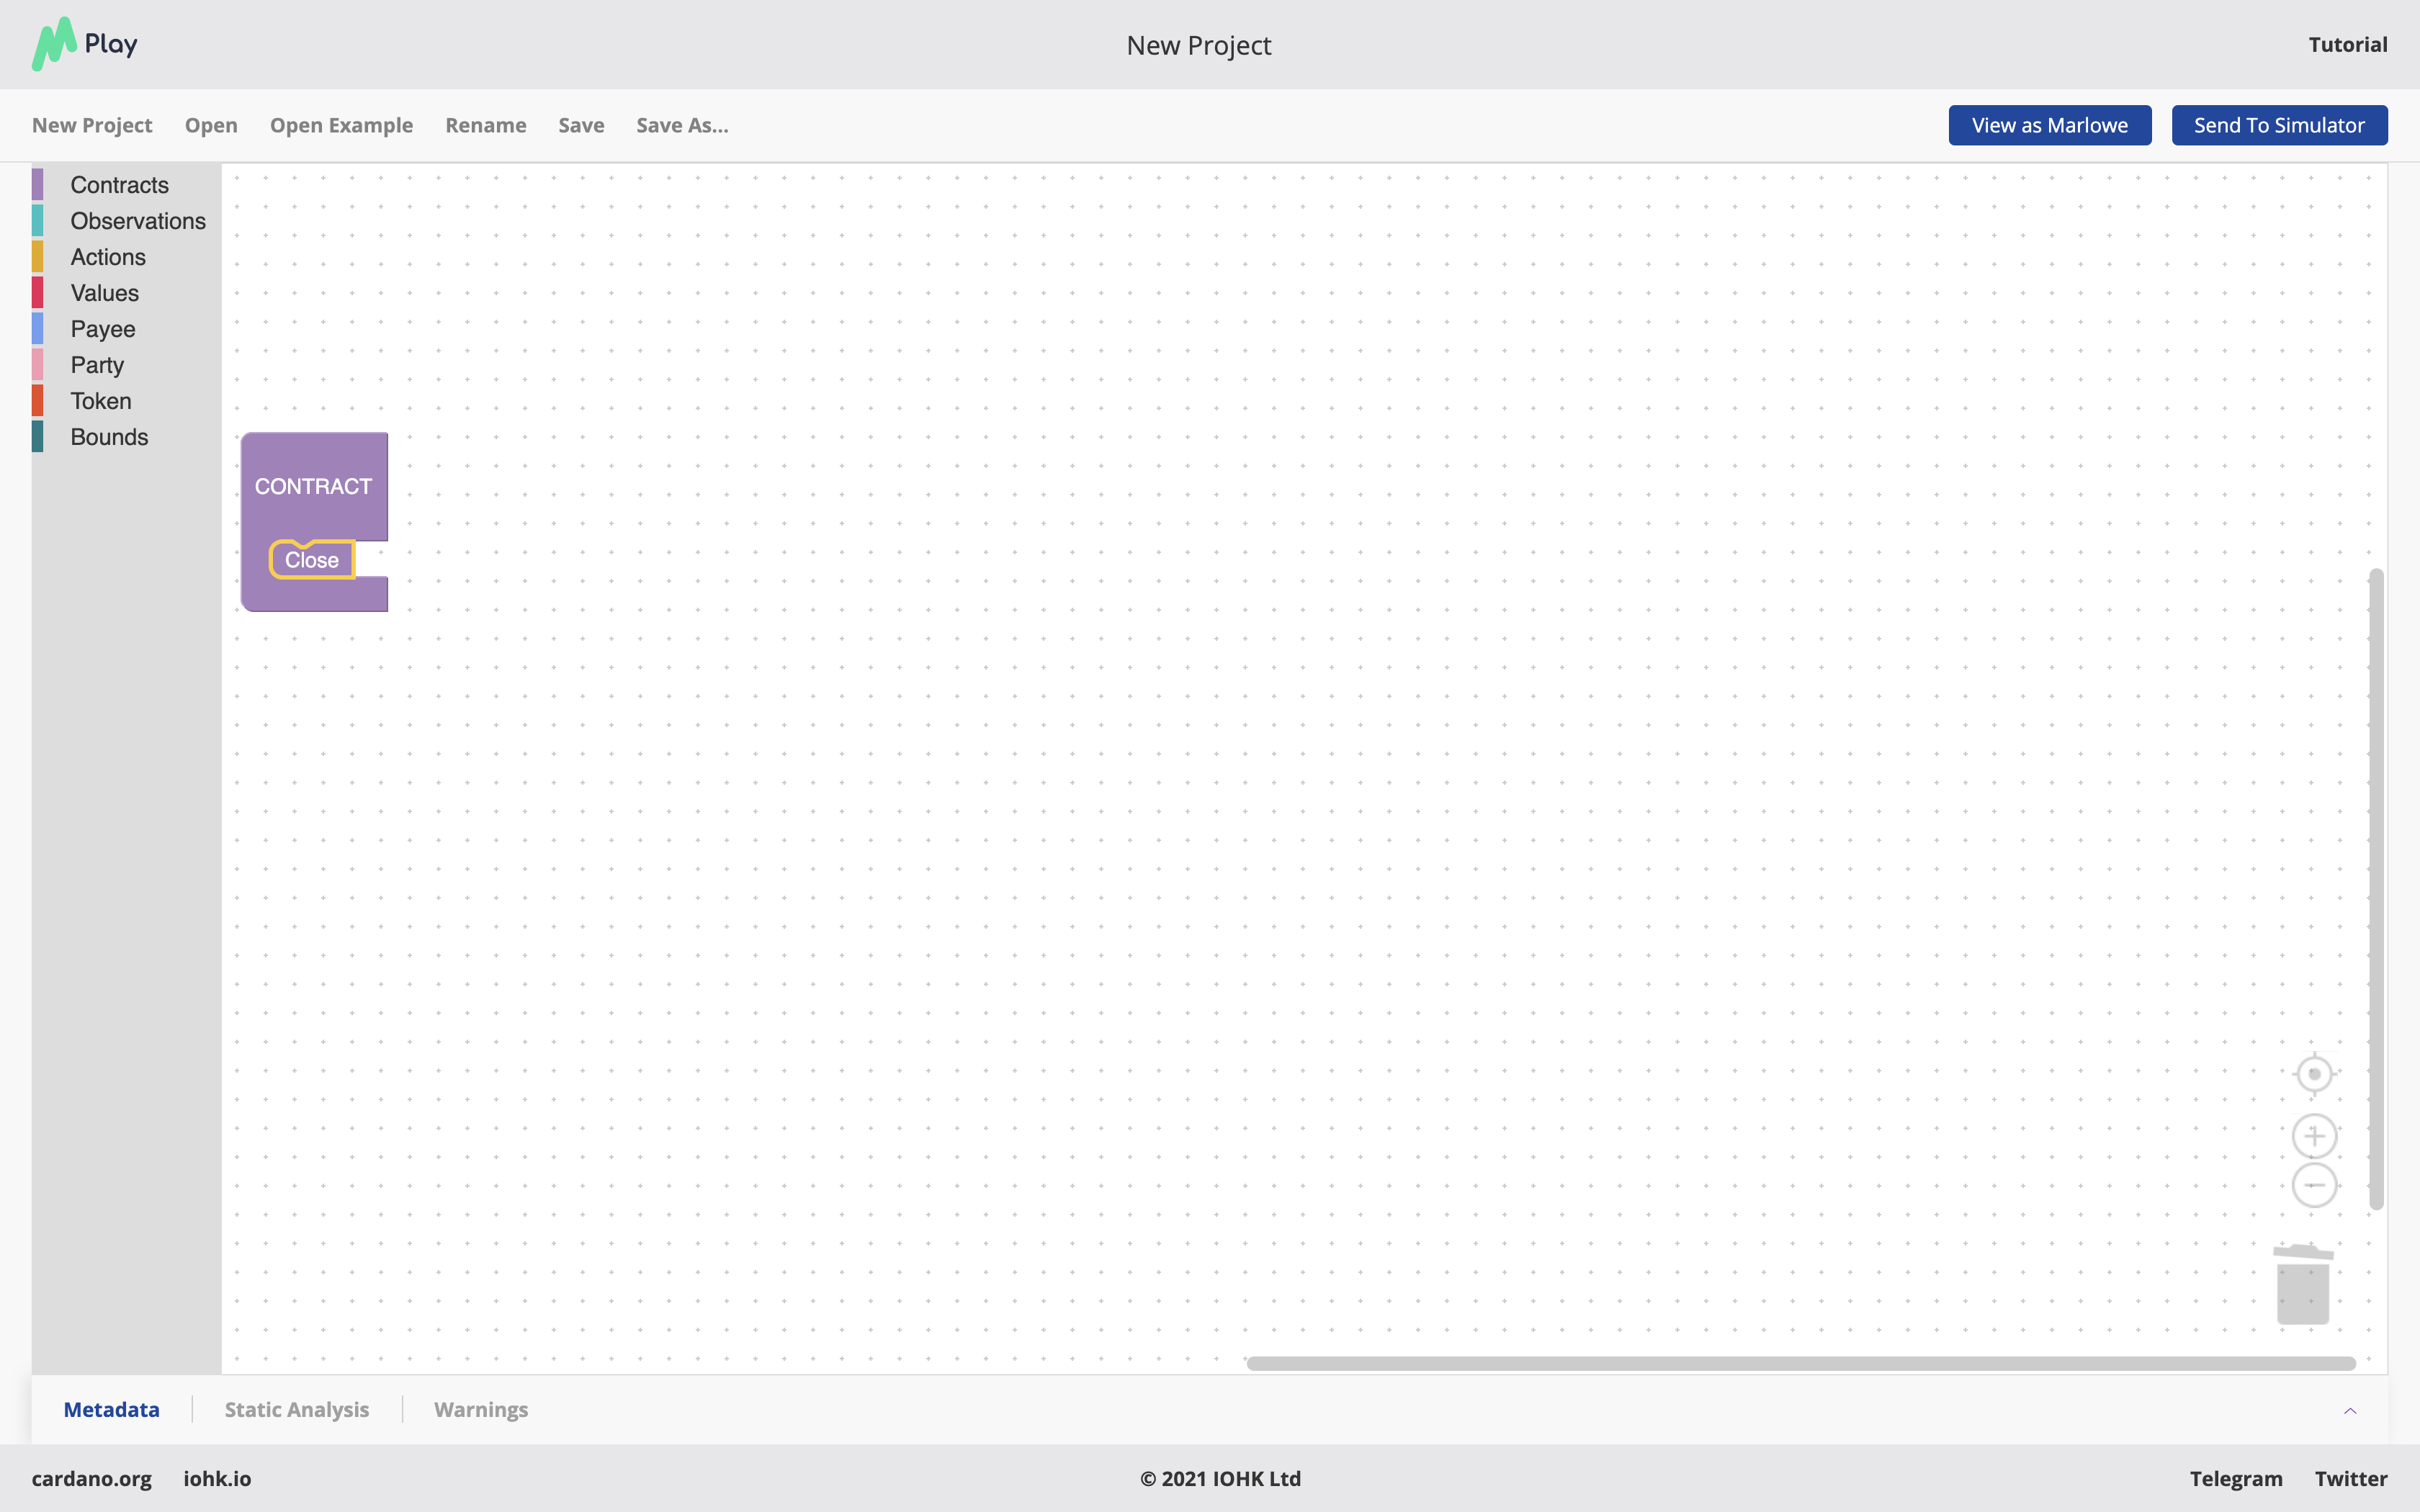 Play
New Project
Tutorial
New Project Open Open Example Rename Save Save As... View as Marlowe Send To Simulator
Contracts
Observations
Actions
Values
Payee
Party
Token
Bounds
CONTRACT
Close
Metadata Static Analysis Warnings
cardano.org iohk.io © 2021 IOHK Ltd Telegram Twitter